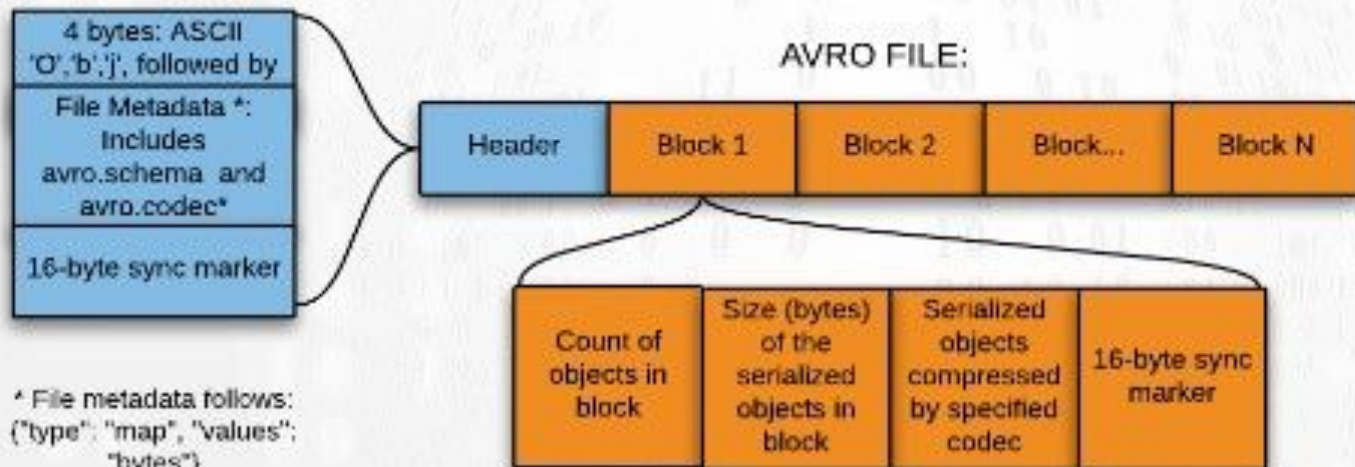 4 bytes: ASCII
'O','b','j', followed by
File Metadata *:
Includes
avro.schema and
avro.codec*
16-byte sync marker
* File metadata follows:
{"type": "map", "values":
"bytes"}
AVRO FILE:
Header
Block 1
Block 2
Block...
Block N
Count of
objects in
block
Size (bytes)
of the
serialized
objects in
block
Serialized
objects
compressed
by specified
codec
16-byte sync
marker